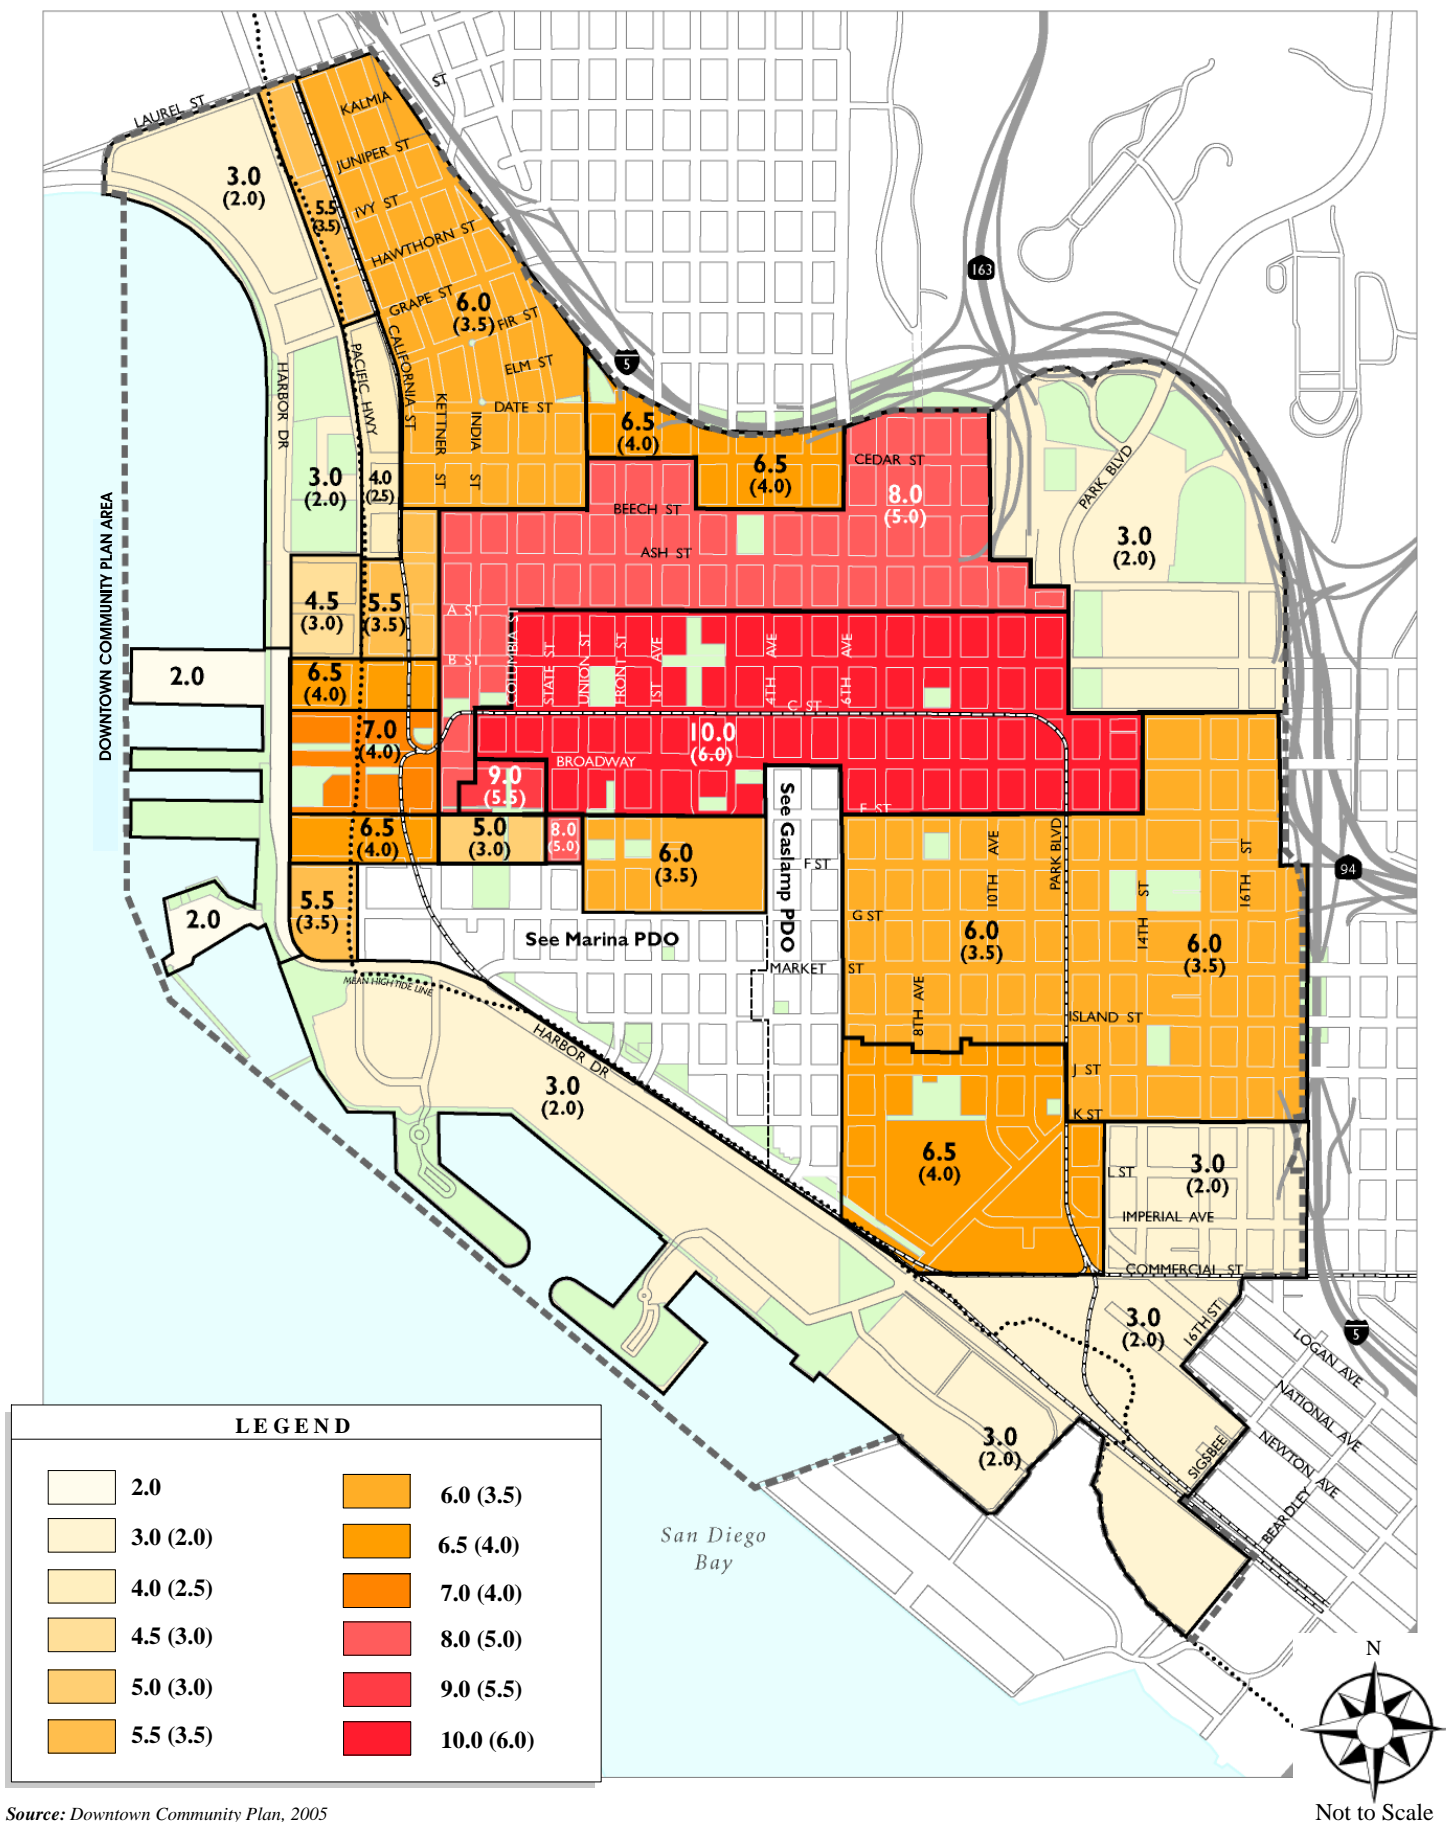 LAUREL ST
ST
KALMIA
JUNIPER ST
3.0
(2.0)
5.5
(3.5)
IVY ST
HAWTHORN ST
163
GRAPE ST
6.0
(3.5)
FIR ST
ELM ST
5
HARBOR DR
PACIFIC HWY
CALIFORNIA ST
KETTNER ST
INDIA ST
DATE ST
6.5
(4.0)
6.5
(4.0)
CEDAR ST
8.0
(5.0)
PARK BLVD
3.0
(2.0)
4.0
(2.5)
BEECH ST
ASH ST
3.0
(2.0)
DOWNTOWN COMMUNITY PLAN AREA
4.5
(3.0)
5.5
(3.5)
A ST
B ST
COLUMBIA ST
STATE ST
UNION ST
FRONT ST
1ST AVE
4TH AVE
6TH AVE
C ST
2.0
6.5
(4.0)
7.0
(4.0)
10.0
(6.0)
BROADWAY
9.0
(5.5)
E ST
6.5
(4.0)
5.0
(3.0)
8.0
(5.0)
6.0
(3.5)
See Gaslamp PDO
F ST
10TH AVE
PARK BLVD
14TH ST
16TH ST
94
2.0
5.5
(3.5)
G ST
See Marina PDO
6.0
(3.5)
6.0
(3.5)
MARKET ST
MEAN HIGH TIDE LINE
8TH AVE
ISLAND ST
HARBOR DR
J ST
3.0
(2.0)
K ST
6.5
(4.0)
L ST
3.0
(2.0)
IMPERIAL AVE
COMMERCIAL ST
3.0
(2.0)
16TH ST
5
LOGAN AVE
NATIONAL AVE
NEWTON AVE
SIGSBEE
BEARDLEY
3.0
(2.0)
San Diego
Bay
LEGEND
2.0
3.0 (2.0)
4.0 (2.5)
4.5 (3.0)
5.0 (3.0)
5.5 (3.5)
6.0 (3.5)
6.5 (4.0)
7.0 (4.0)
8.0 (5.0)
9.0 (5.5)
10.0 (6.0)
N
Not to Scale
Source: Downtown Community Plan, 2005